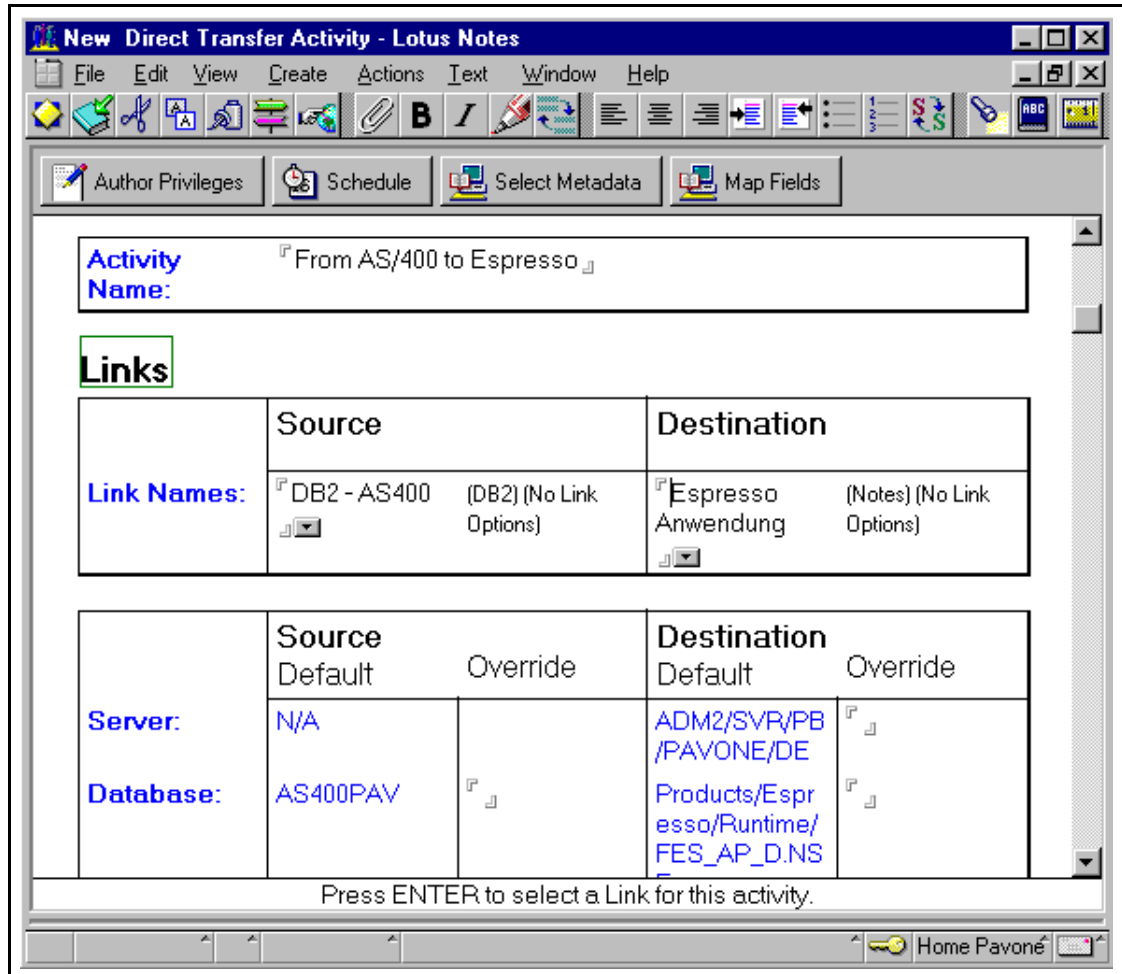 New Direct Transfer Activity - Lotus Notes
File Edit View Create Actions Text Window Help
Author Privileges Schedule Select Metadata Map Fields
Activity Name: From AS/400 to Espresso
Links
Source Destination
Link Names: DB2 - AS400 (DB2) (No Link Options) Espresso Anwendung (Notes) (No Link Options)
Source Destination
Default Override Default Override
Server: N/A ADM2/SVR/PB
/PAVONE/DE
Database: AS400PAV Products/Espr
esso/Runtime/
FES_AP_D.NS
Press ENTER to select a Link for this activity.
Home Pavone